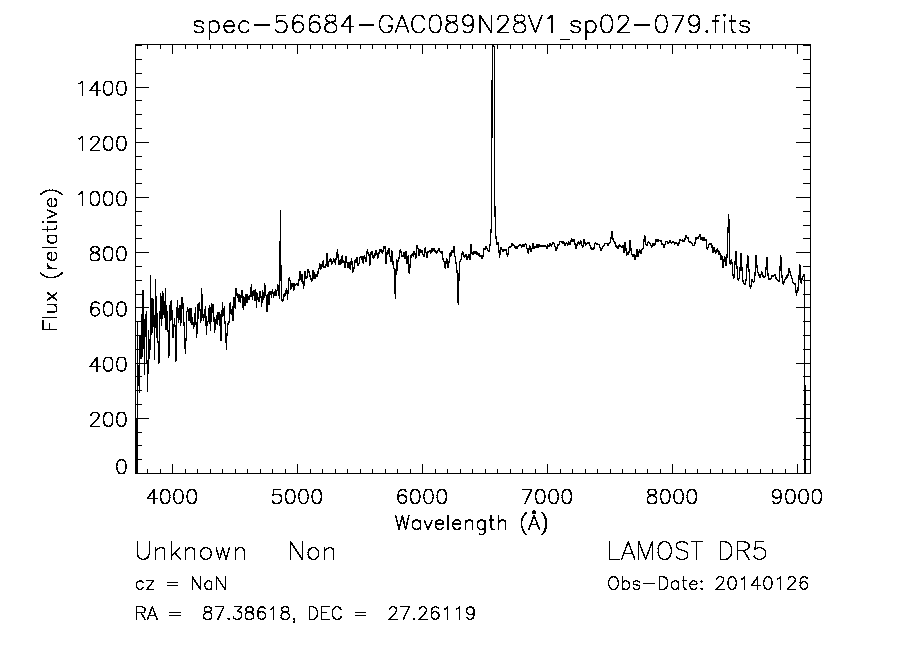 spec-56684-GAC089N28V1_sp02-079.fits
1400
1200
1000
800
600
400
200
0
Flux (relative)
4000 5000 6000 7000 8000 9000
Wavelength (Å)
Unknown Non LAMOST DR5
cz = NaN Obs-Date: 20140126
RA = 87.38618, DEC = 27.26119